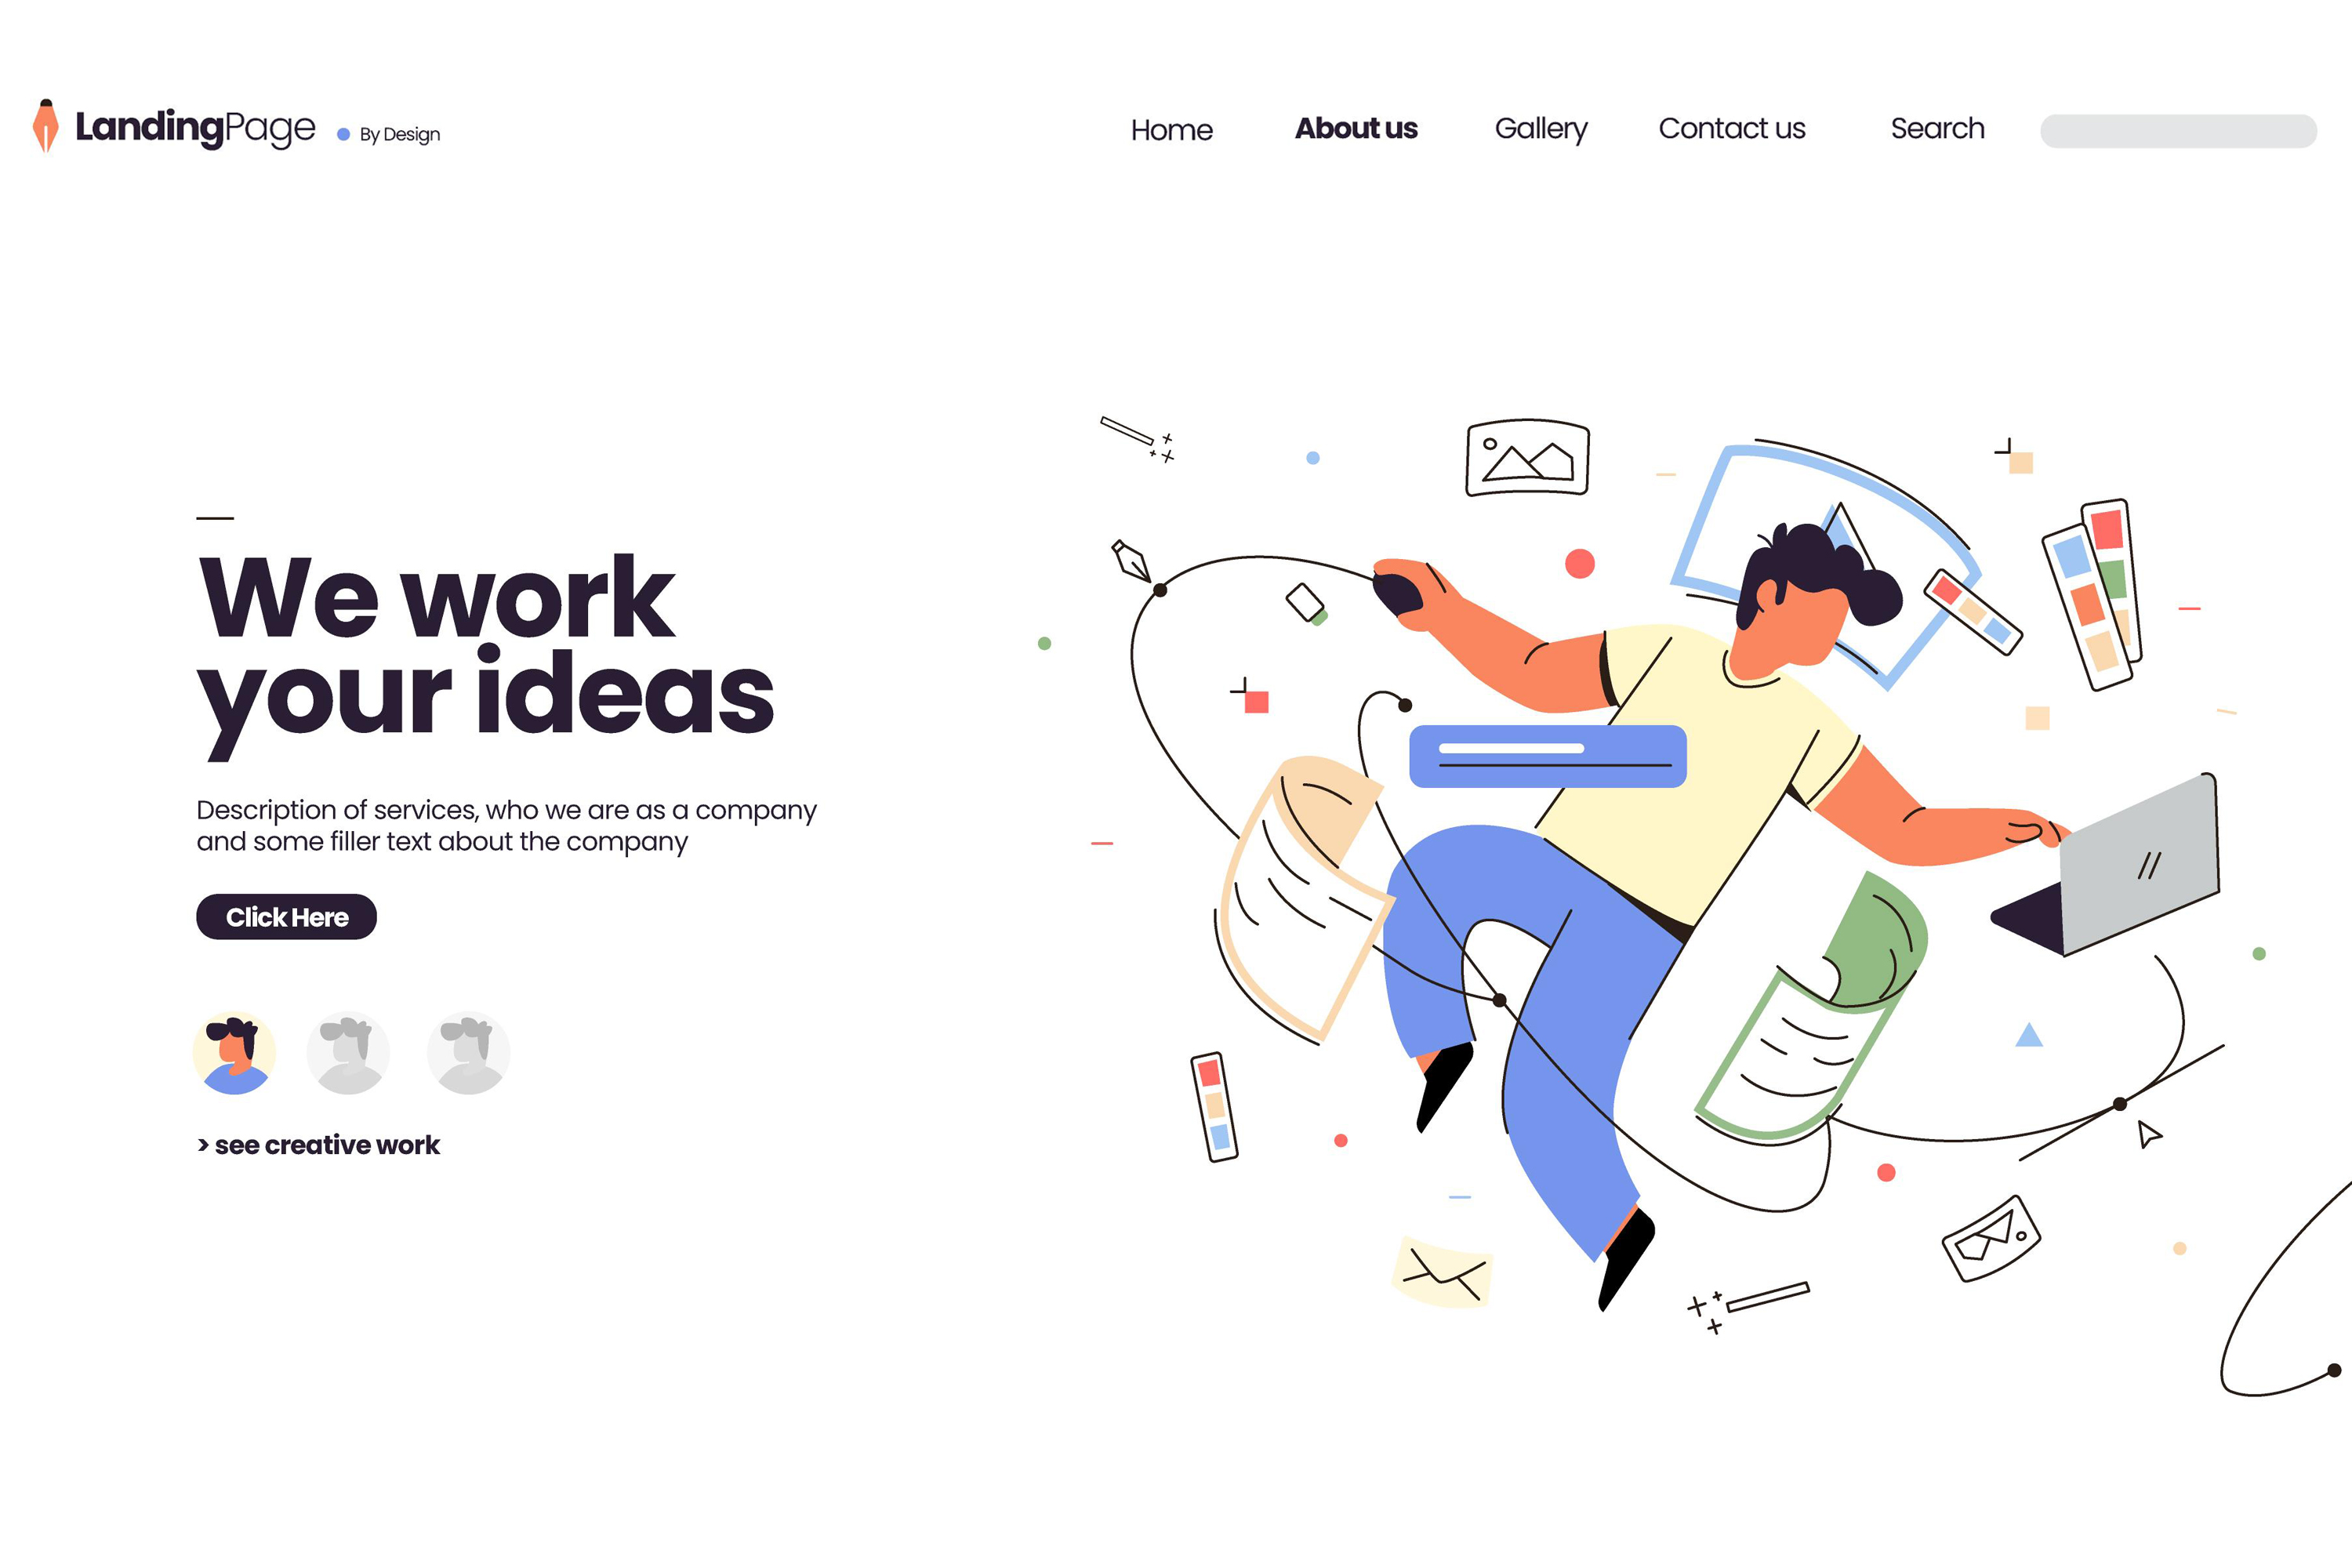 LandingPage
By Design
Home
About us
Gallery
Contact us
Search
We work
your ideas
Description of services, who we are as a company
and some filler text about the company
Click Here
> see creative work